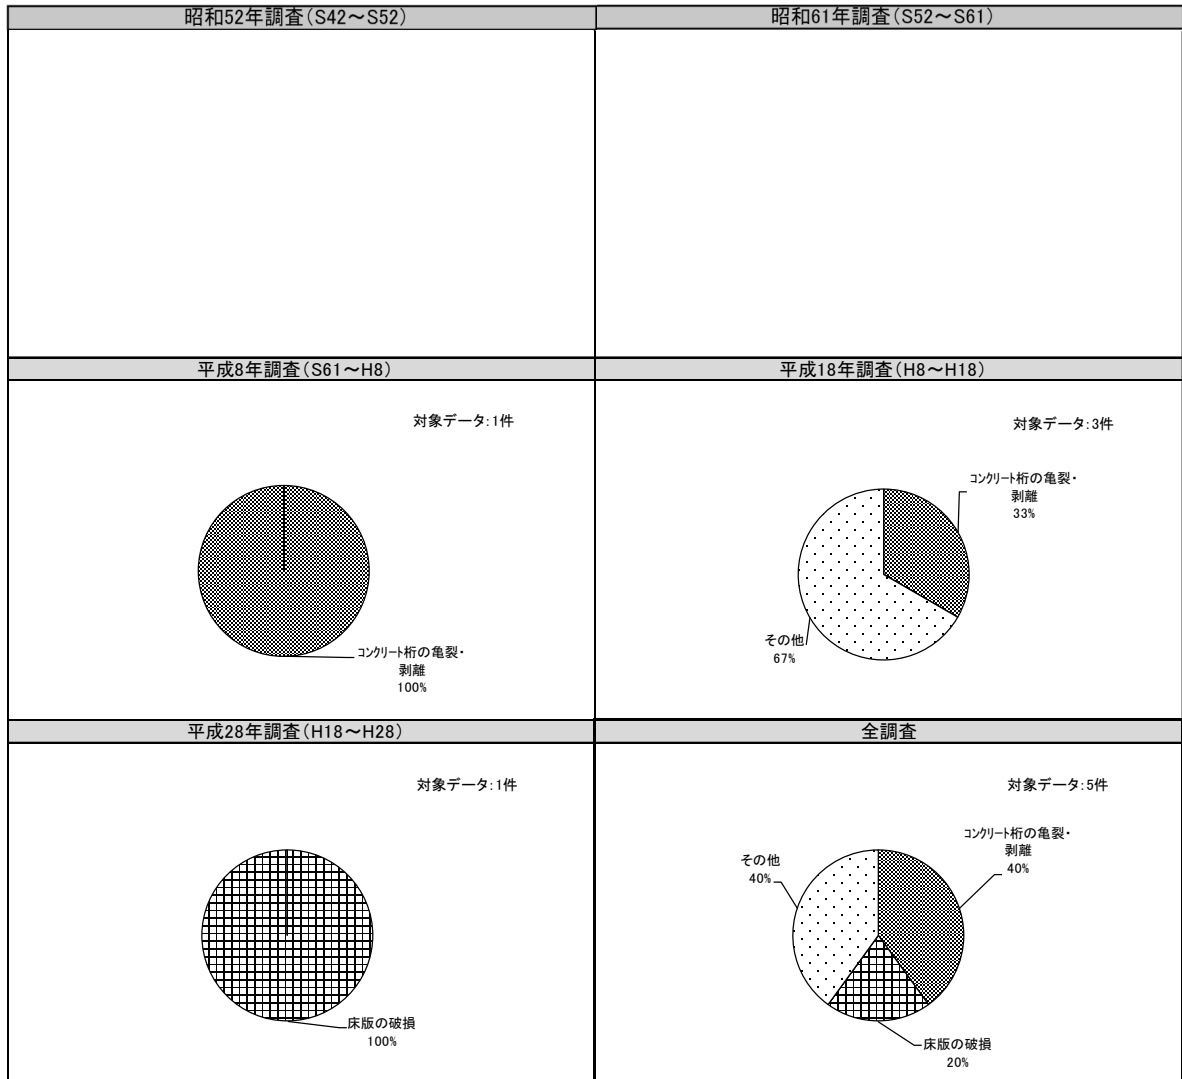 昭和52年調査(S42～S52)
昭和61年調査(S52～S61)
平成8年調査(S61～H8)
平成18年調査(H8～H18)
対象データ:1件
コンクリート桁の亀裂・
剥離
100%
対象データ:3件
コンクリート桁の亀裂・
剥離
33%
その他
67%
平成28年調査(H18～H28)
全調査
対象データ:1件
床版の破損
100%
対象データ:5件
コンクリート桁の亀裂・
剥離
40%
その他
40%
床版の破損
20%